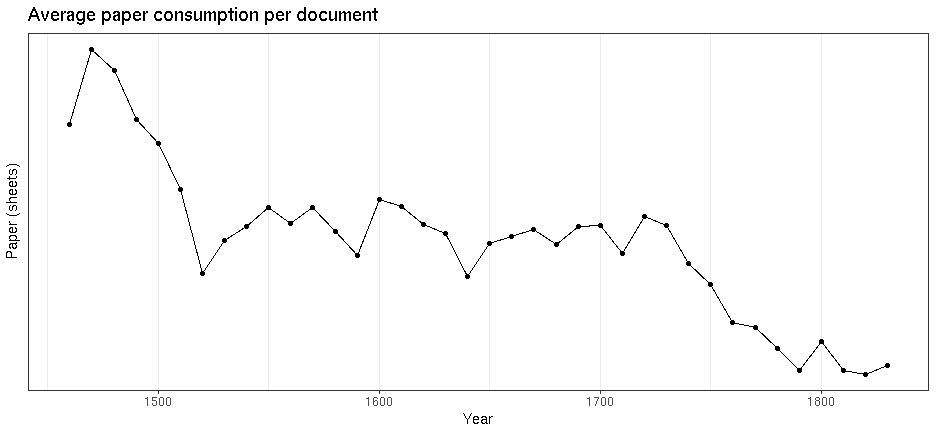 Average paper consumption per document
Paper (sheets)
1500 1600 1700 1800
Year